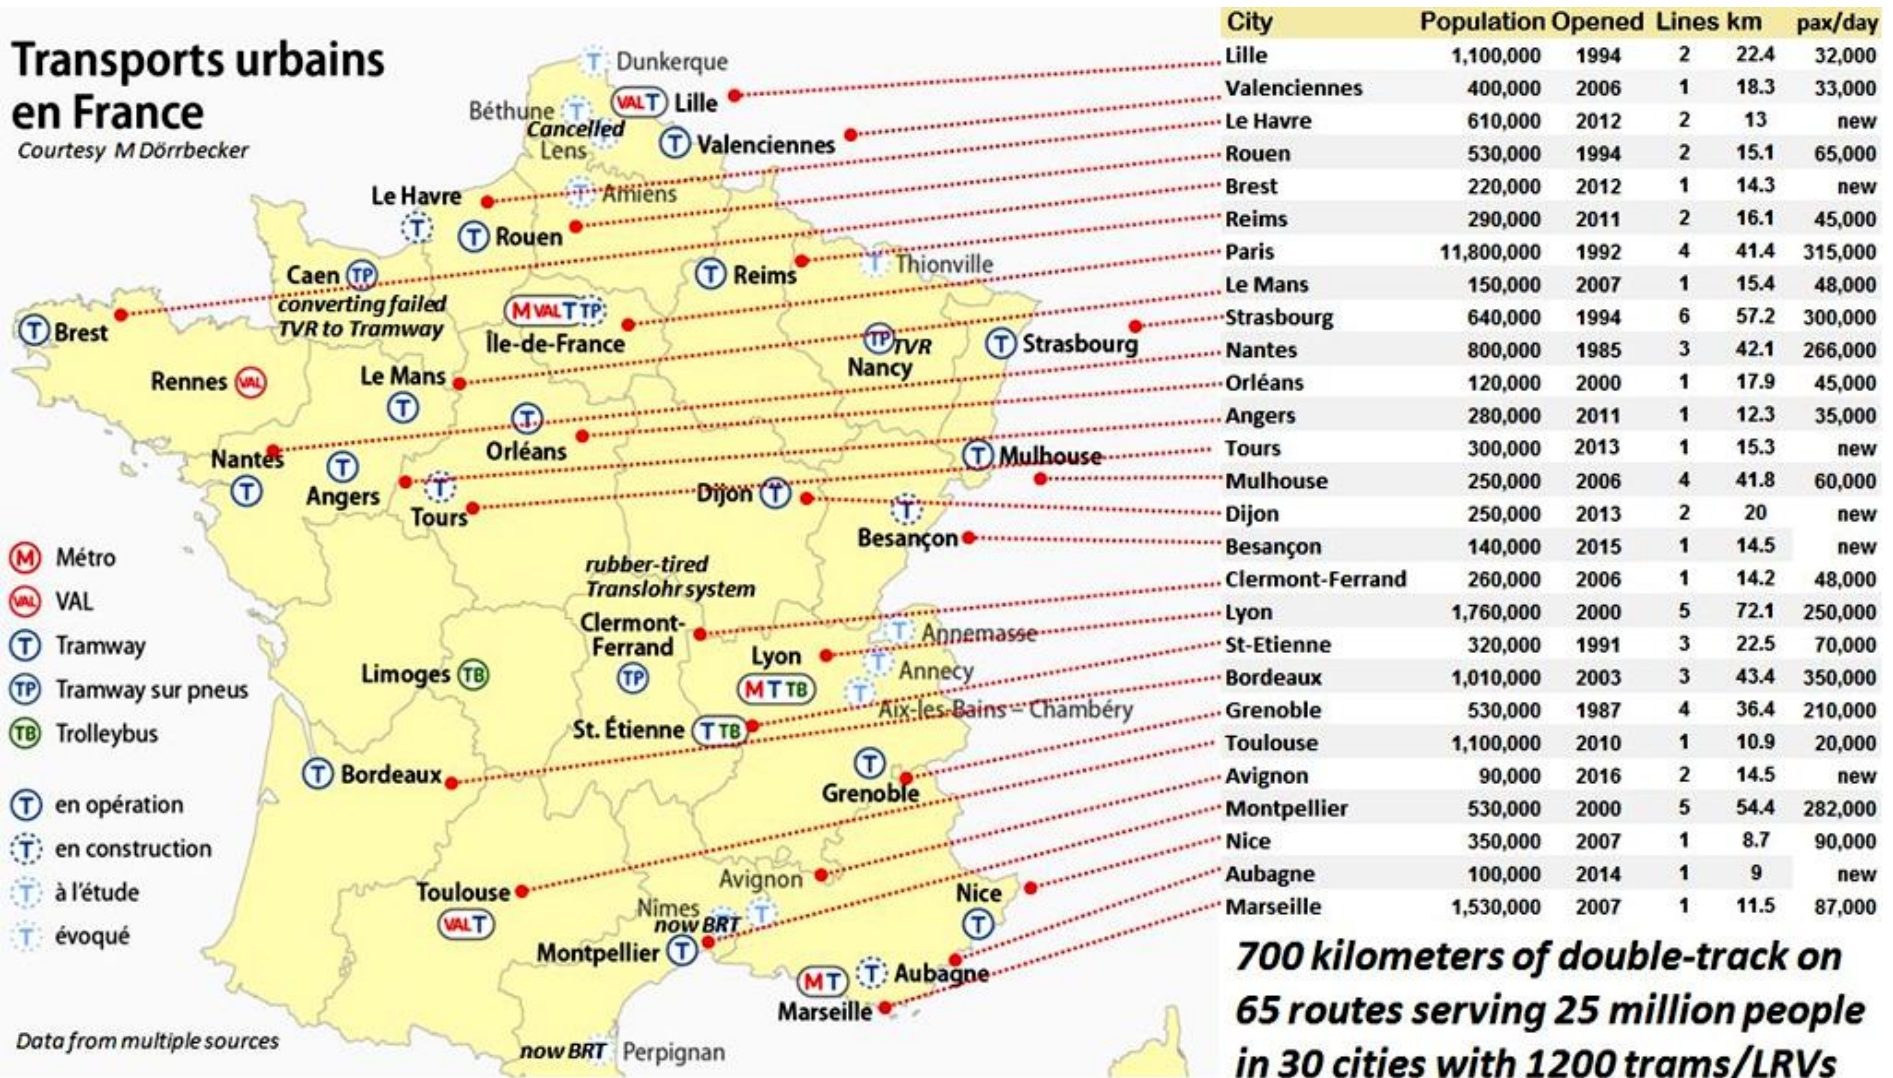 Transports urbains
en France
Courtesy M Dörrbecker
Dunkerque
Béthune
VAL T Lille
Cancelled
Lens
T Valenciennes
Le Havre
Amiens
T Rouen
Caen TP
T Reims
Thionville
converting failed
TVR to Tramway
M VAL T TP
Île-de-France
T Brest
TP TVR
Nancy
T Strasbourg
Rennes VAL
Le Mans
T
T
Orléans
Nantes
T
T
Angers
T
Tours
Dijon T
T Mulhouse
T
Besançon
rubber-tired
Translohr system
Clermont-
Ferrand
TP
Limoges TB
Lyon
M T TB
T Annemasse
T Annecy
T
Aix-les-Bains – Chambéry
St. Étienne T TB
T Bordeaux
T
Grenoble
Toulouse
VAL T
Avignon
T
Nîmes
now BRT
Montpellier T
Nice
T
M T
Marseille
T Aubagne
now BRT T Perpignan
M Métro
VAL VAL
T Tramway
TP Tramway sur pneus
TB Trolleybus
T en opération
T en construction
T à l'étude
T évoqué
Data from multiple sources
City Population Opened Lines km pax/day
Lille 1,100,000 1994 2 22.4 32,000
Valenciennes 400,000 2006 1 18.3 33,000
Le Havre 610,000 2012 2 13 new
Rouen 530,000 1994 2 15.1 65,000
Brest 220,000 2012 1 14.3 new
Reims 290,000 2011 2 16.1 45,000
Paris 11,800,000 1992 4 41.4 315,000
Le Mans 150,000 2007 1 15.4 48,000
Strasbourg 640,000 1994 6 57.2 300,000
Nantes 800,000 1985 3 42.1 266,000
Orléans 120,000 2000 1 17.9 45,000
Angers 280,000 2011 1 12.3 35,000
Tours 300,000 2013 1 15.3 new
Mulhouse 250,000 2006 4 41.8 60,000
Dijon 250,000 2013 2 20 new
Besançon 140,000 2015 1 14.5 new
Clermont-Ferrand 260,000 2006 1 14.2 48,000
Lyon 1,760,000 2000 5 72.1 250,000
St-Etienne 320,000 1991 3 22.5 70,000
Bordeaux 1,010,000 2003 3 43.4 350,000
Grenoble 530,000 1987 4 36.4 210,000
Toulouse 1,100,000 2010 1 10.9 20,000
Avignon 90,000 2016 2 14.5 new
Montpellier 530,000 2000 5 54.4 282,000
Nice 350,000 2007 1 8.7 90,000
Aubagne 100,000 2014 1 9 new
Marseille 1,530,000 2007 1 11.5 87,000
700 kilometers of double-track on
65 routes serving 25 million people
in 30 cities with 1200 trams/LRVs